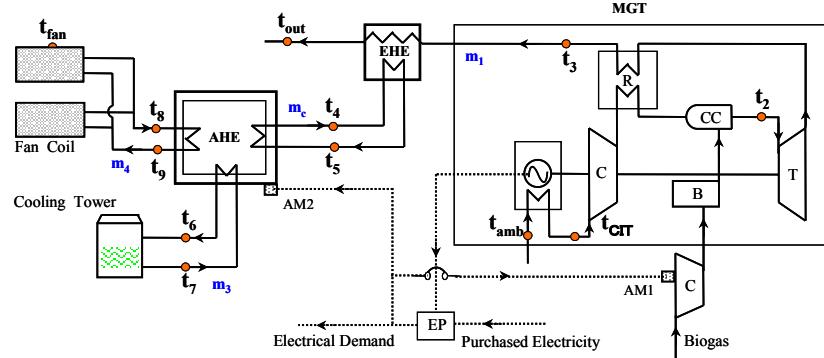 MGT
t_out
t_fan
EHE
m_1
t_3
R
t_8
m_c
t_4
CC
t_2
AHE
Fan Coil
m_4
t_9
t_5
C
T
B
Cooling Tower
AM2
t_6
t_amb
t_CIT
t_7
m_3
AM1
C
EP
Electrical Demand
Purchased Electricity
Biogas